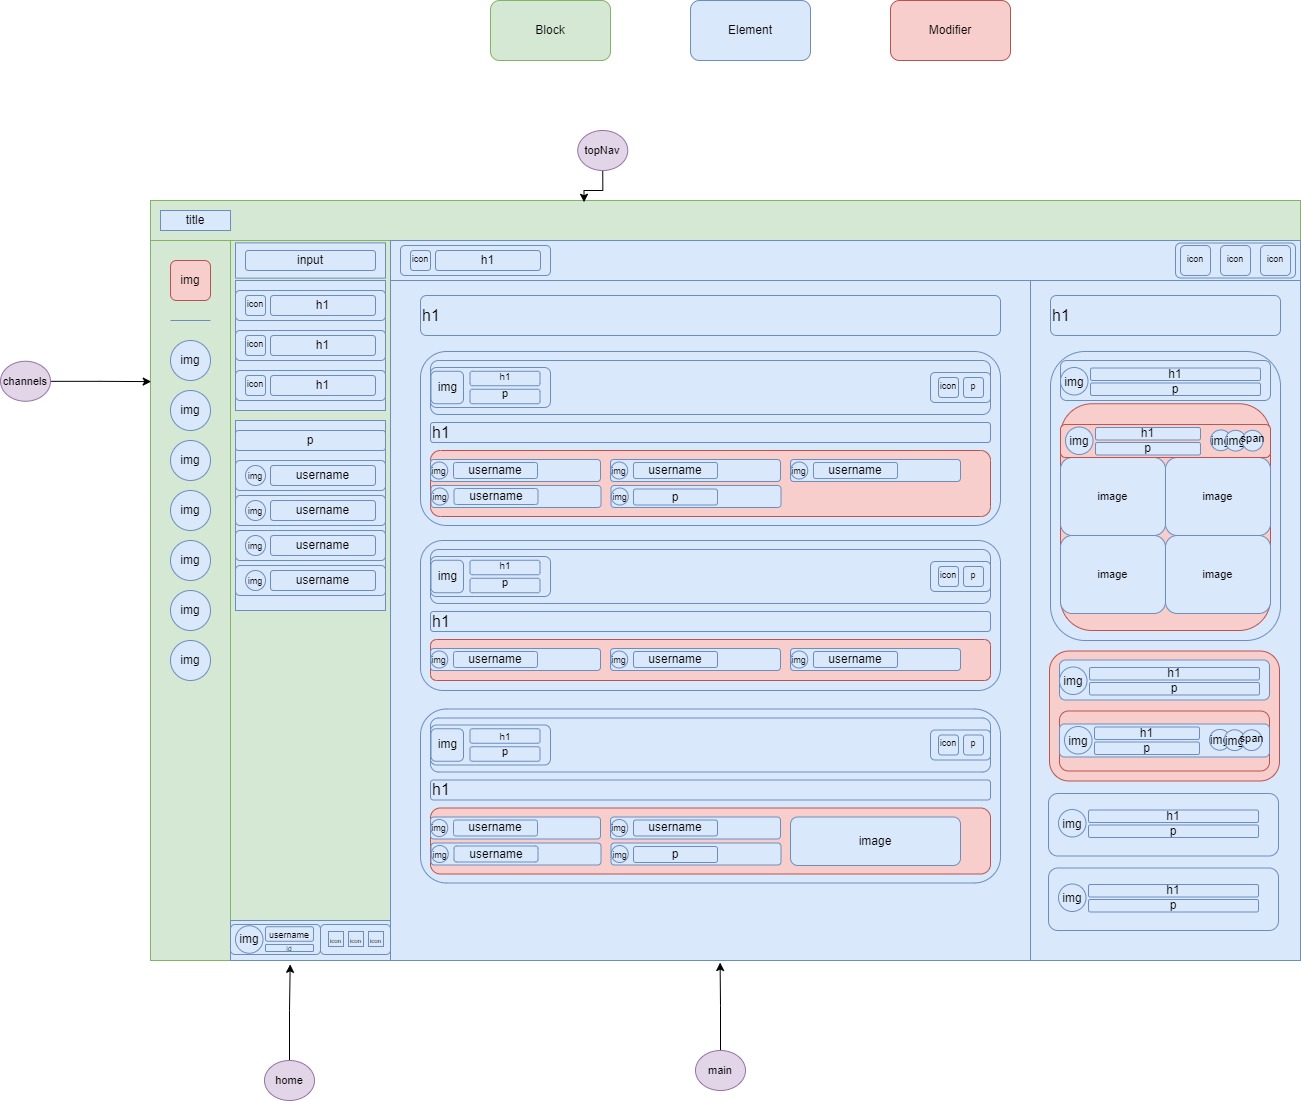 Block
Element
Modifier
topNav
title
img
input
icon
h1
h1
icon
icon
icon
icon
h1
icon
h1
icon
h1
p
img
username
img
username
img
username
img
username
channels
img
img
img
img
img
img
img
h1
img
h1
p
icon
p
h1
img
username
img
username
img
username
img
username
img
p
img
h1
p
icon
p
h1
img
username
img
username
img
username
img
h1
p
icon
p
h1
img
username
img
username
image
img
username
img
p
h1
img
h1
p
img
h1
p
img
img
span
image
image
image
image
img
h1
p
img
h1
p
img
img
span
img
h1
p
img
h1
p
img
username
id
icon
icon
icon
home
main